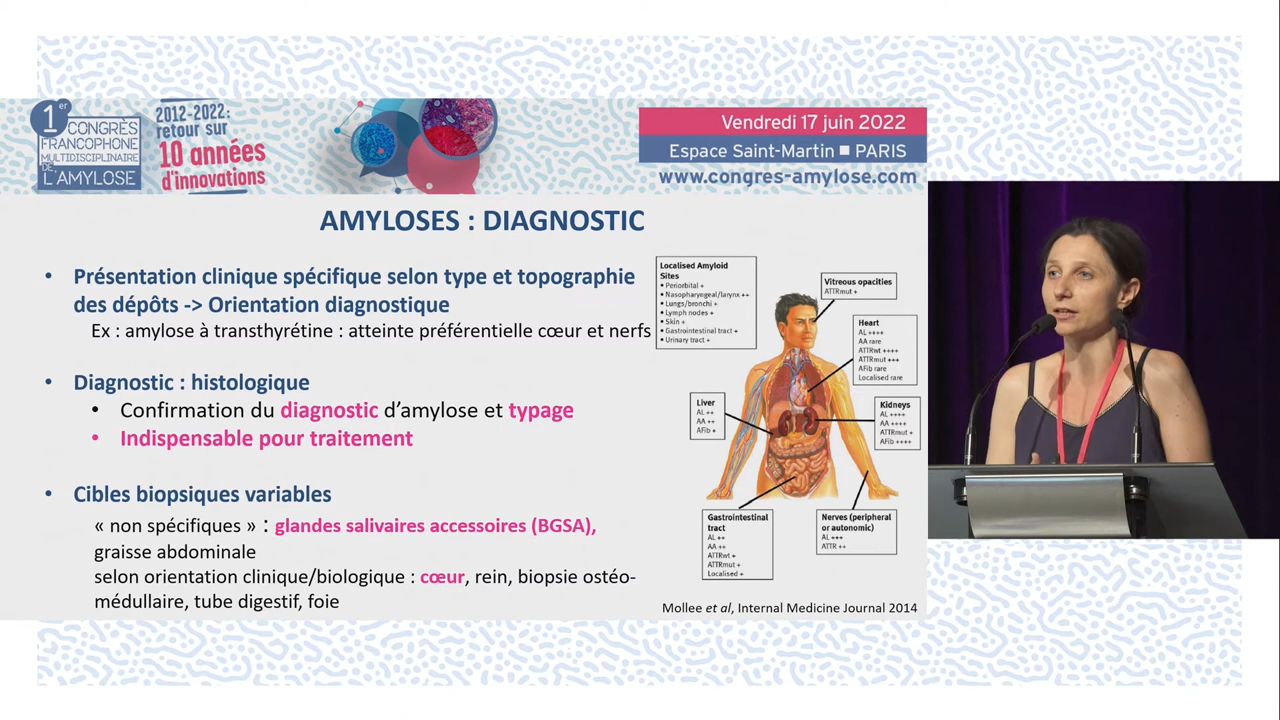 1er
CONGRÈS
FRANCOPHONE
MULTIDISCIPLINAIRE
DE
L'AMYLOSE
2012-2022:
retour sur
10 années
d'innovations
Vendredi 17 juin 2022
Espace Saint-Martin ■ PARIS
www.congres-amylose.com
AMYLOSES : DIAGNOSTIC
• Présentation clinique spécifique selon type et topographie
des dépôts -> Orientation diagnostique
Ex : amylose à transthyrétine : atteinte préférentielle cœur et nerfs
• Diagnostic : histologique
• Confirmation du diagnostic d'amylose et typage
• Indispensable pour traitement
• Cibles biopsiques variables
« non spécifiques » : glandes salivaires accessoires (BGSA),
graisse abdominale
selon orientation clinique/biologique : cœur, rein, biopsie ostéo-
médullaire, tube digestif, foie
Localised Amyloid
Sites
• Periorbital +
• Nasopharyngeal/larynx ++
• Lungs/bronchi +
• Lymph nodes +
• Skin +
• Gastrointestinal tract +
• Urinary tract +
Vitreous opacities
ATTRmut +
Heart
AL ++++
AA rare
ATTRwt ++++
ATTRmut +++
AFib rare
Localised rare
Liver
AL ++
AA ++
AFib +
Kidneys
AL ++++
AA ++++
ATTRmut +
AFib ++++
Gastrointestinal
tract
AL ++
AA ++
ATTRwt +
ATTRmut +
Localised +
Nerves (peripheral
or autonomic)
AL +++
ATTR ++
Mollee et al, Internal Medicine Journal 2014